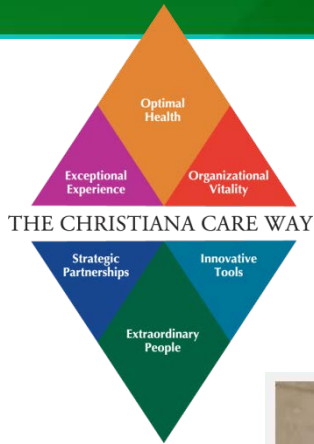 Optimal
Health
Exceptional
Experience
Organizational
Vitality
THE CHRISTIANA CARE WAY
Strategic
Partnerships
Innovative
Tools
Extraordinary
People